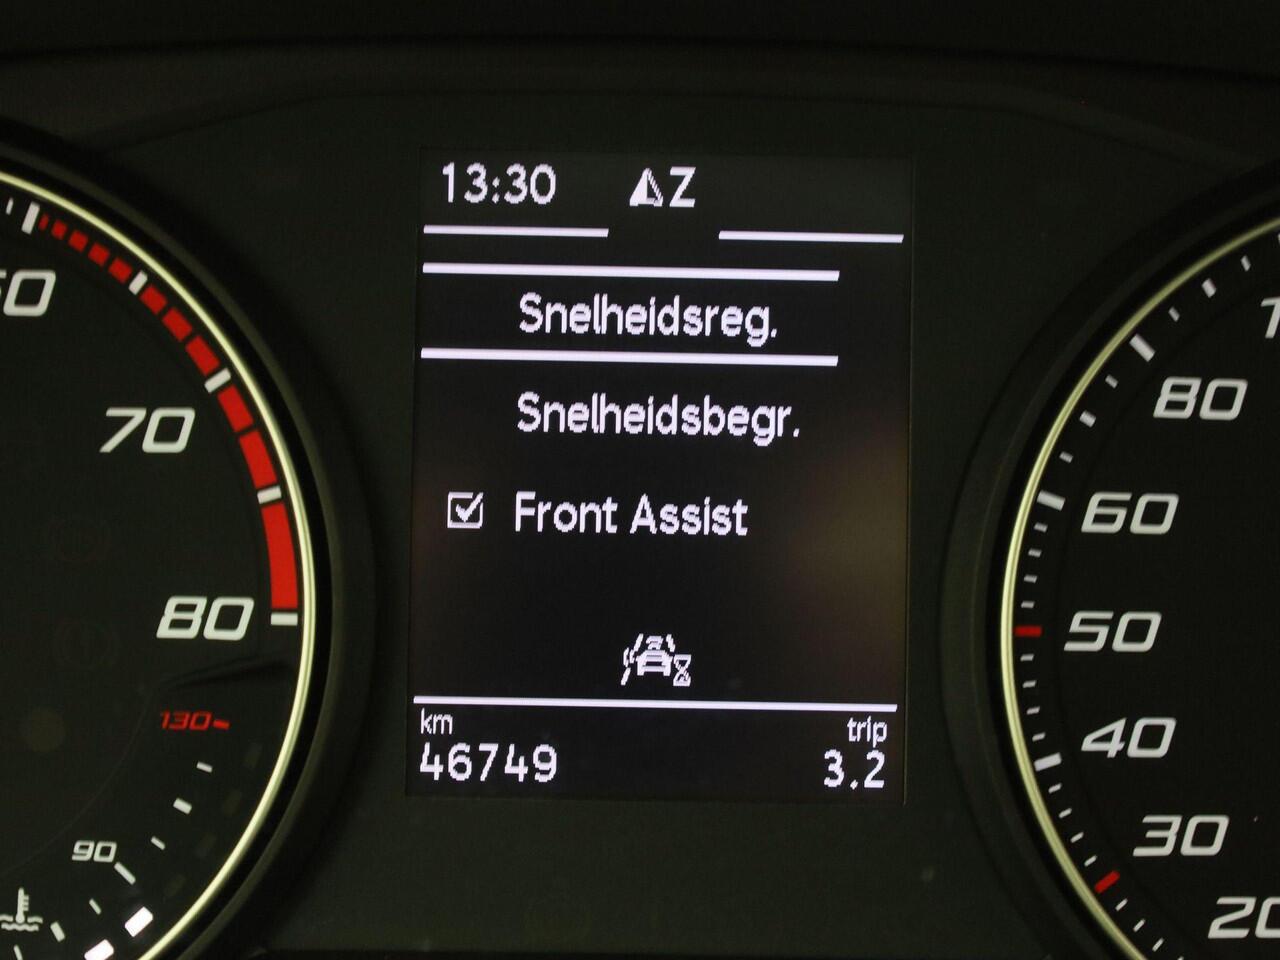 13:30 Z
Snelheidsreg.
Snelheidsbegr.
Front Assist
km trip
46749 3.2
70
80
130
90
80
60
50
40
30
20